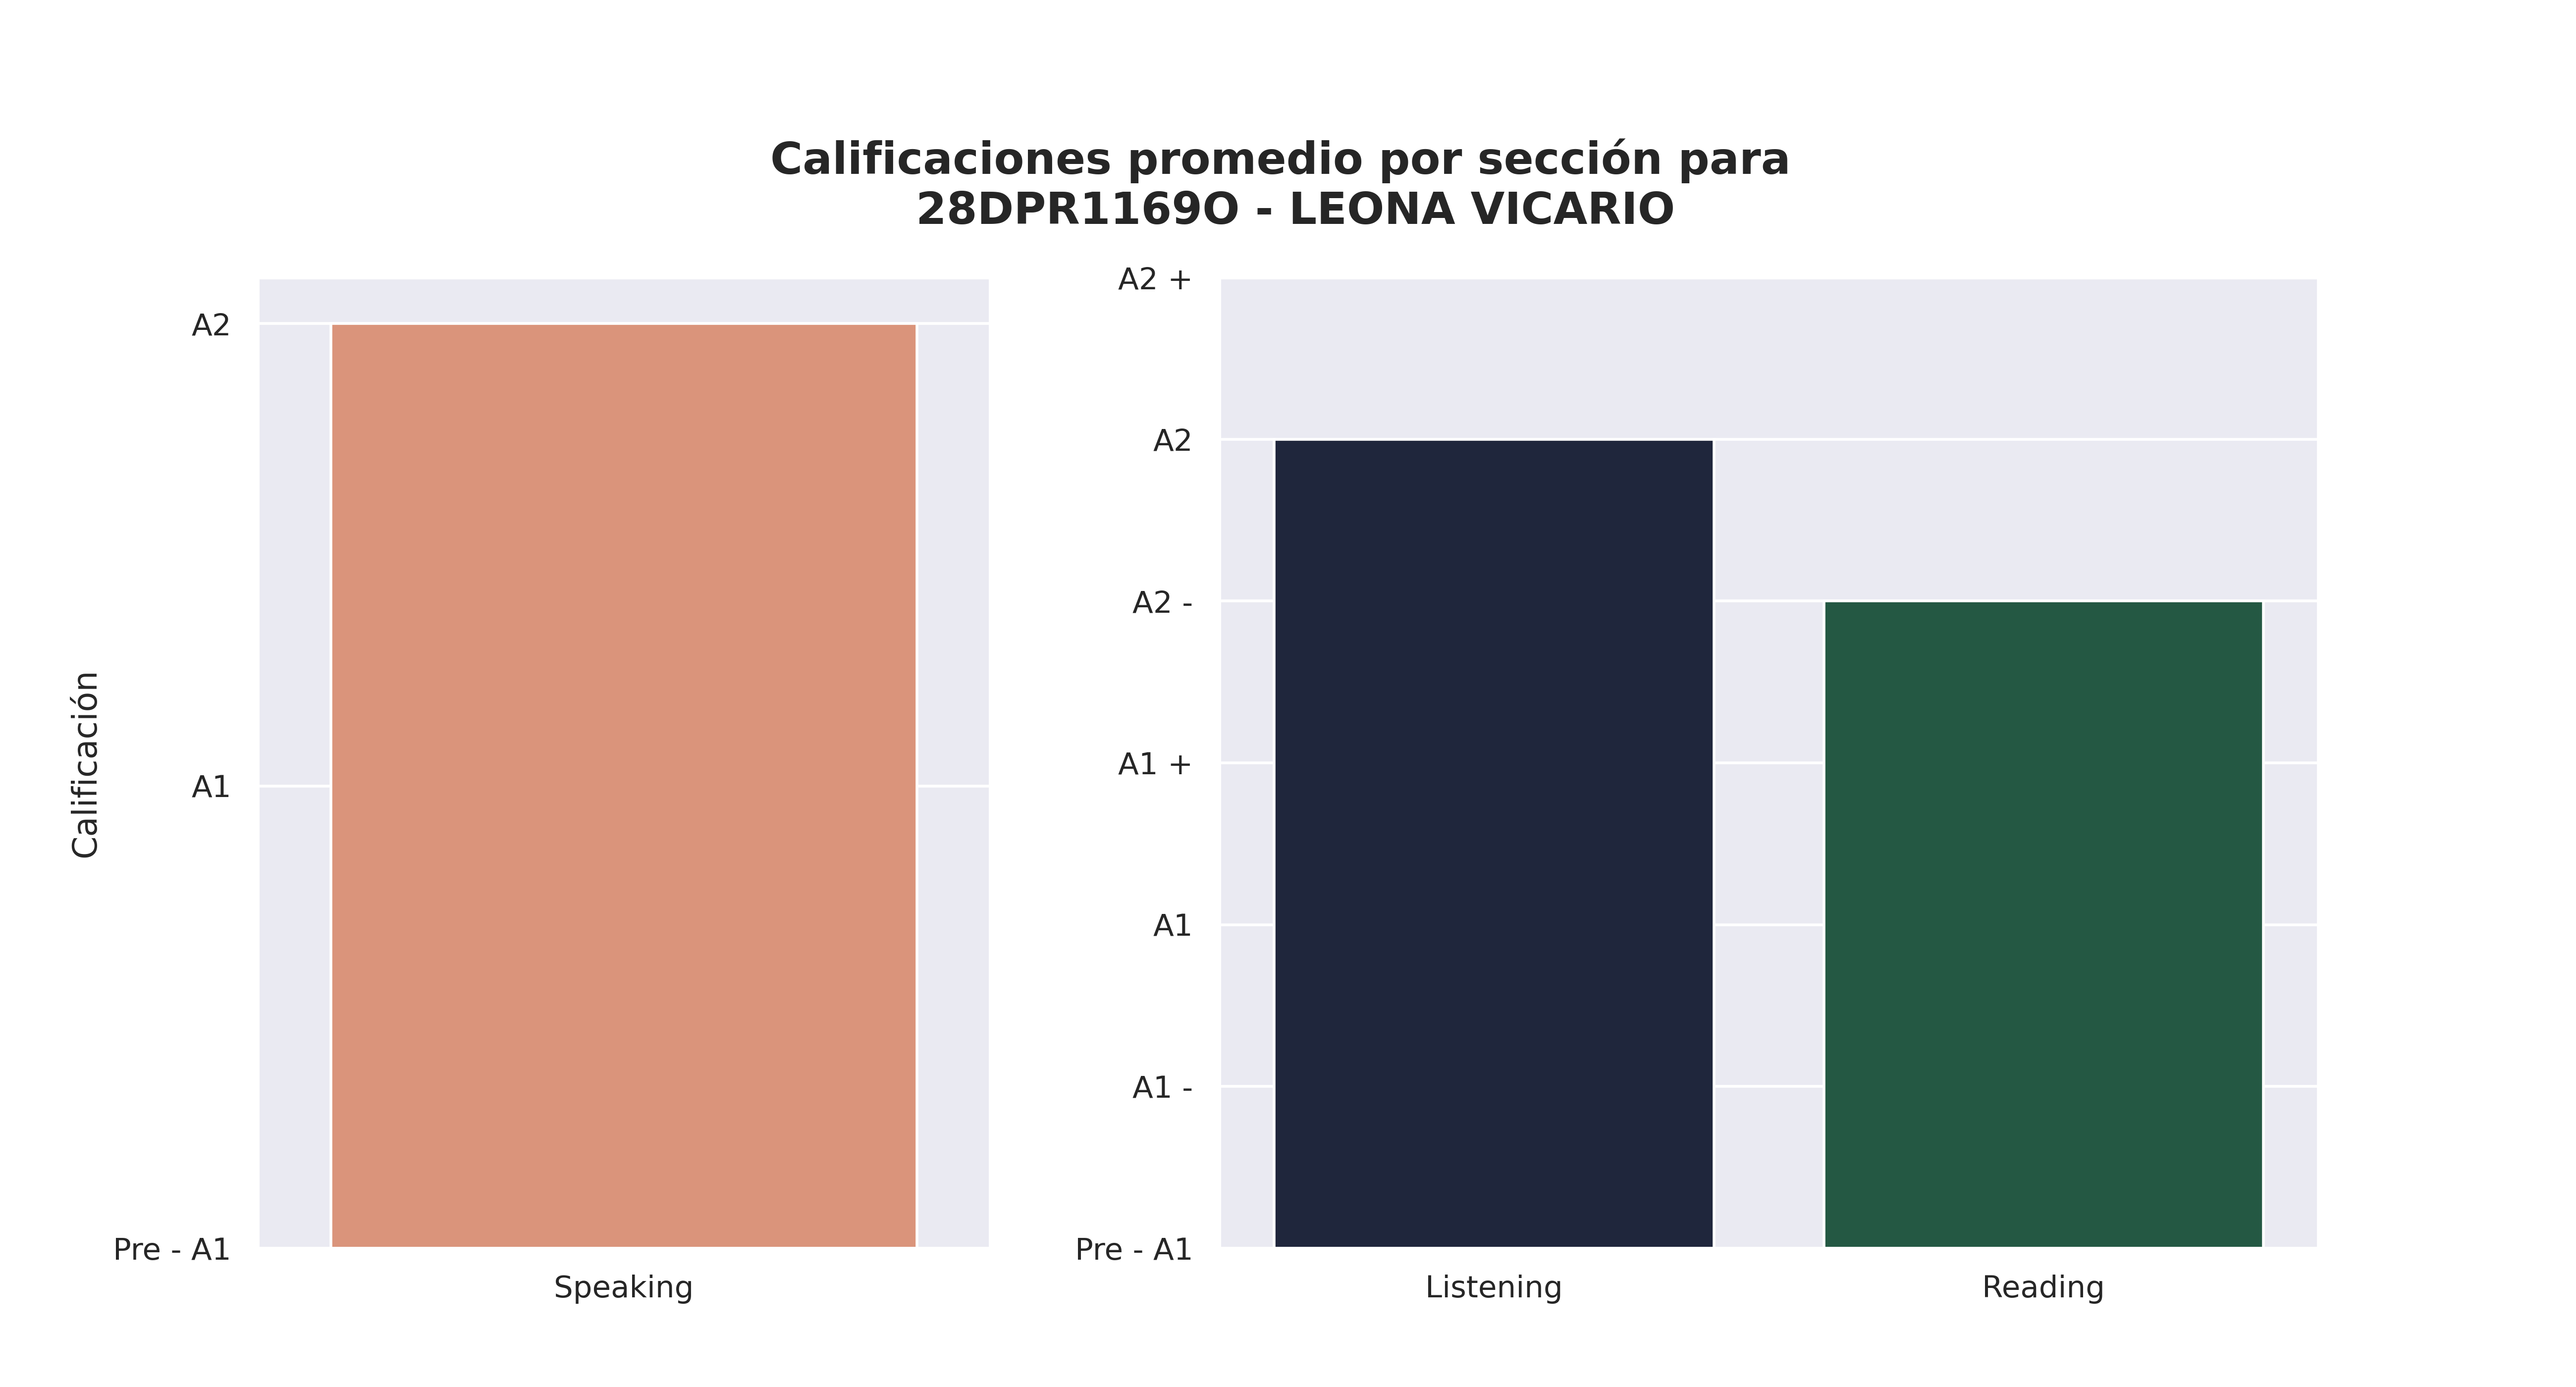 Calificaciones promedio por sección para
28DPR1169O - LEONA VICARIO
Calificación
A2
A1
Pre - A1
Speaking
A2 +
A2
A2 -
A1 +
A1
A1 -
Pre - A1
Listening
Reading